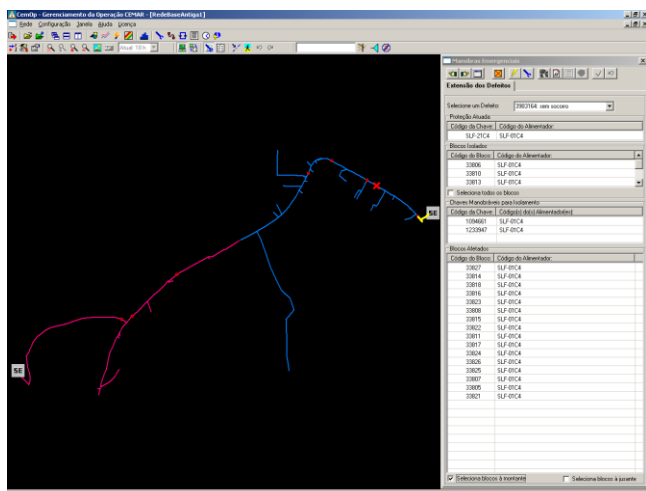 CemOp - Gerenciamento da Operação CEMAR - [RedeBaseAntiga1]
Rede Configuração Janela Ajuda Licença
Atual 10
Manobras Emergenciais
Extensão dos Defeitos
Selecione um Defeito 3983164: sem socorro
Proteção Atuada
Código da Chave: Código do Alimentador:
SLF-21C4 SLF-01C4
Blocos Isolados
Código do Bloco: Código do Alimentador:
33806 SLF-01C4
33810 SLF-01C4
33813 SLF-01C4
Seleciona todos os blocos
Chaves Manobráveis para Isolamento
Código da Chave: Código(s) do(s) Alimentador(es):
1094661 SLF-01C4
1233947 SLF-01C4
Blocos Afetados
Código do Bloco: Código do Alimentador:
33827 SLF-01C4
33814 SLF-01C4
33818 SLF-01C4
33816 SLF-01C4
33823 SLF-01C4
33808 SLF-01C4
33815 SLF-01C4
33822 SLF-01C4
33811 SLF-01C4
33817 SLF-01C4
33824 SLF-01C4
33826 SLF-01C4
33825 SLF-01C4
33807 SLF-01C4
33805 SLF-01C4
33821 SLF-01C4
Seleciona blocos à montante Seleciona blocos à jusante
SE
SE